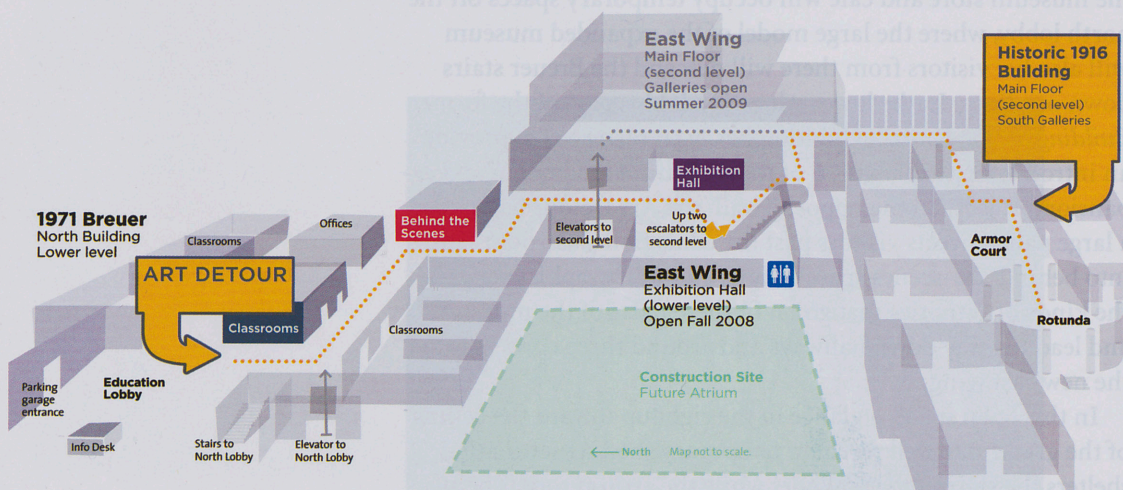 East Wing
Main Floor
(second level)
Galleries open
Summer 2009
Historic 1916
Building
Main Floor
(second level)
South Galleries
Exhibition
Hall
1971 Breuer
North Building
Lower level
Classrooms
Offices
Behind the
Scenes
Elevators to
second level
Up two
escalators to
second level
Armor
Court
ART DETOUR
East Wing
Exhibition Hall
(lower level)
Open Fall 2008
Classrooms
Classrooms
Rotunda
Parking
garage
entrance
Education
Lobby
Construction Site
Future Atrium
Info Desk
Stairs to
North Lobby
Elevator to
North Lobby
North
Map not to scale.